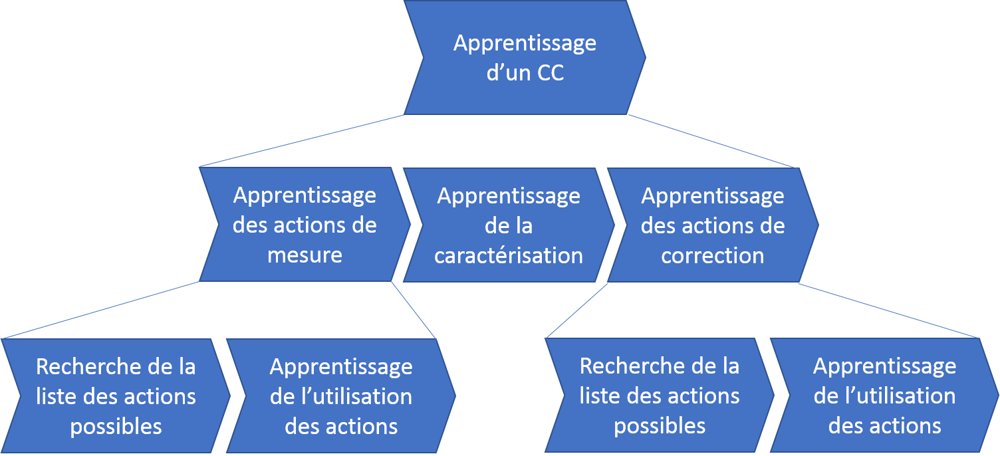 Apprentissage
d’un CC
Apprentissage
des actions de
mesure
Apprentissage
de la
caractérisation
Apprentissage
des actions de
correction
Recherche de la
liste des actions
possibles
Apprentissage
de l’utilisation
des actions
Recherche de la
liste des actions
possibles
Apprentissage
de l’utilisation
des actions